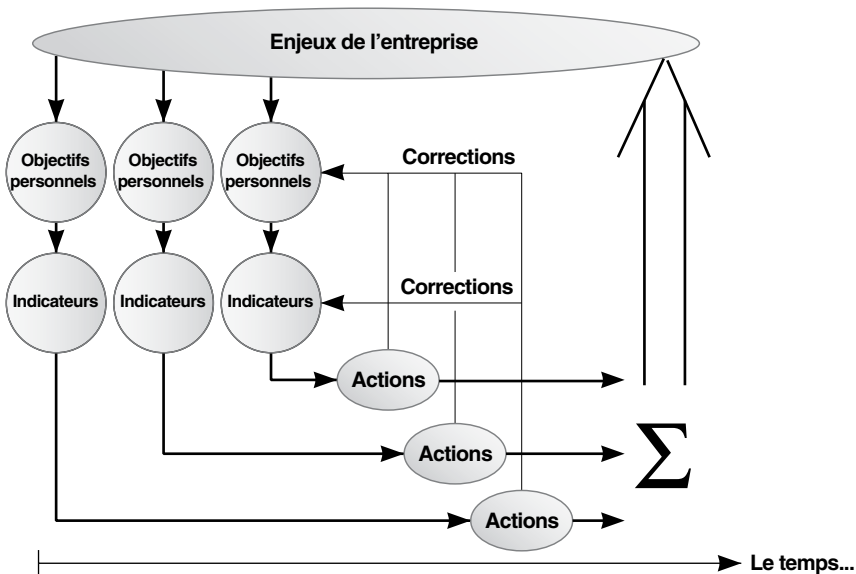 Enjeux de l’entreprise
Objectifs
personnels
Objectifs
personnels
Objectifs
personnels
Corrections
Indicateurs
Indicateurs
Indicateurs
Corrections
Actions
Actions
Σ
Actions
Le temps...